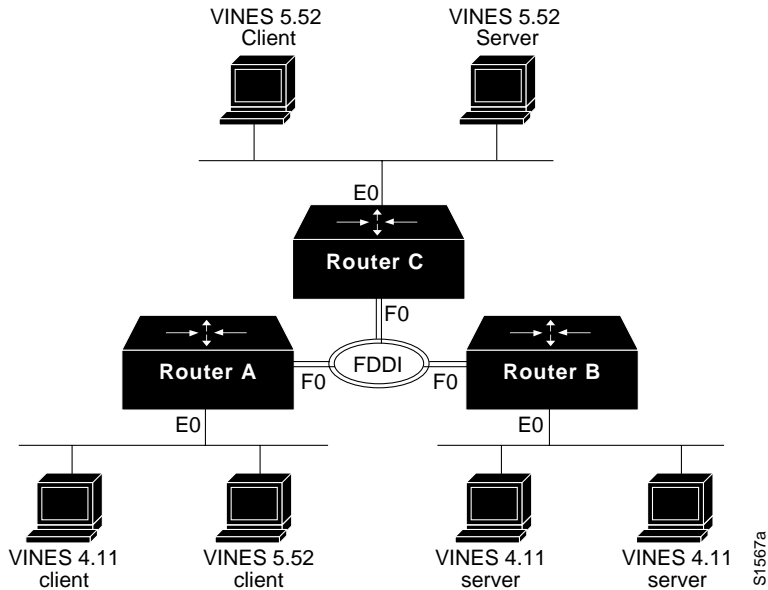 VINES 5.52
Client
VINES 5.52
Server
E0
Router C
F0
Router A
F0
FDDI
F0
Router B
E0
E0
VINES 4.11
client
VINES 5.52
client
VINES 4.11
server
VINES 4.11
server
S1567a